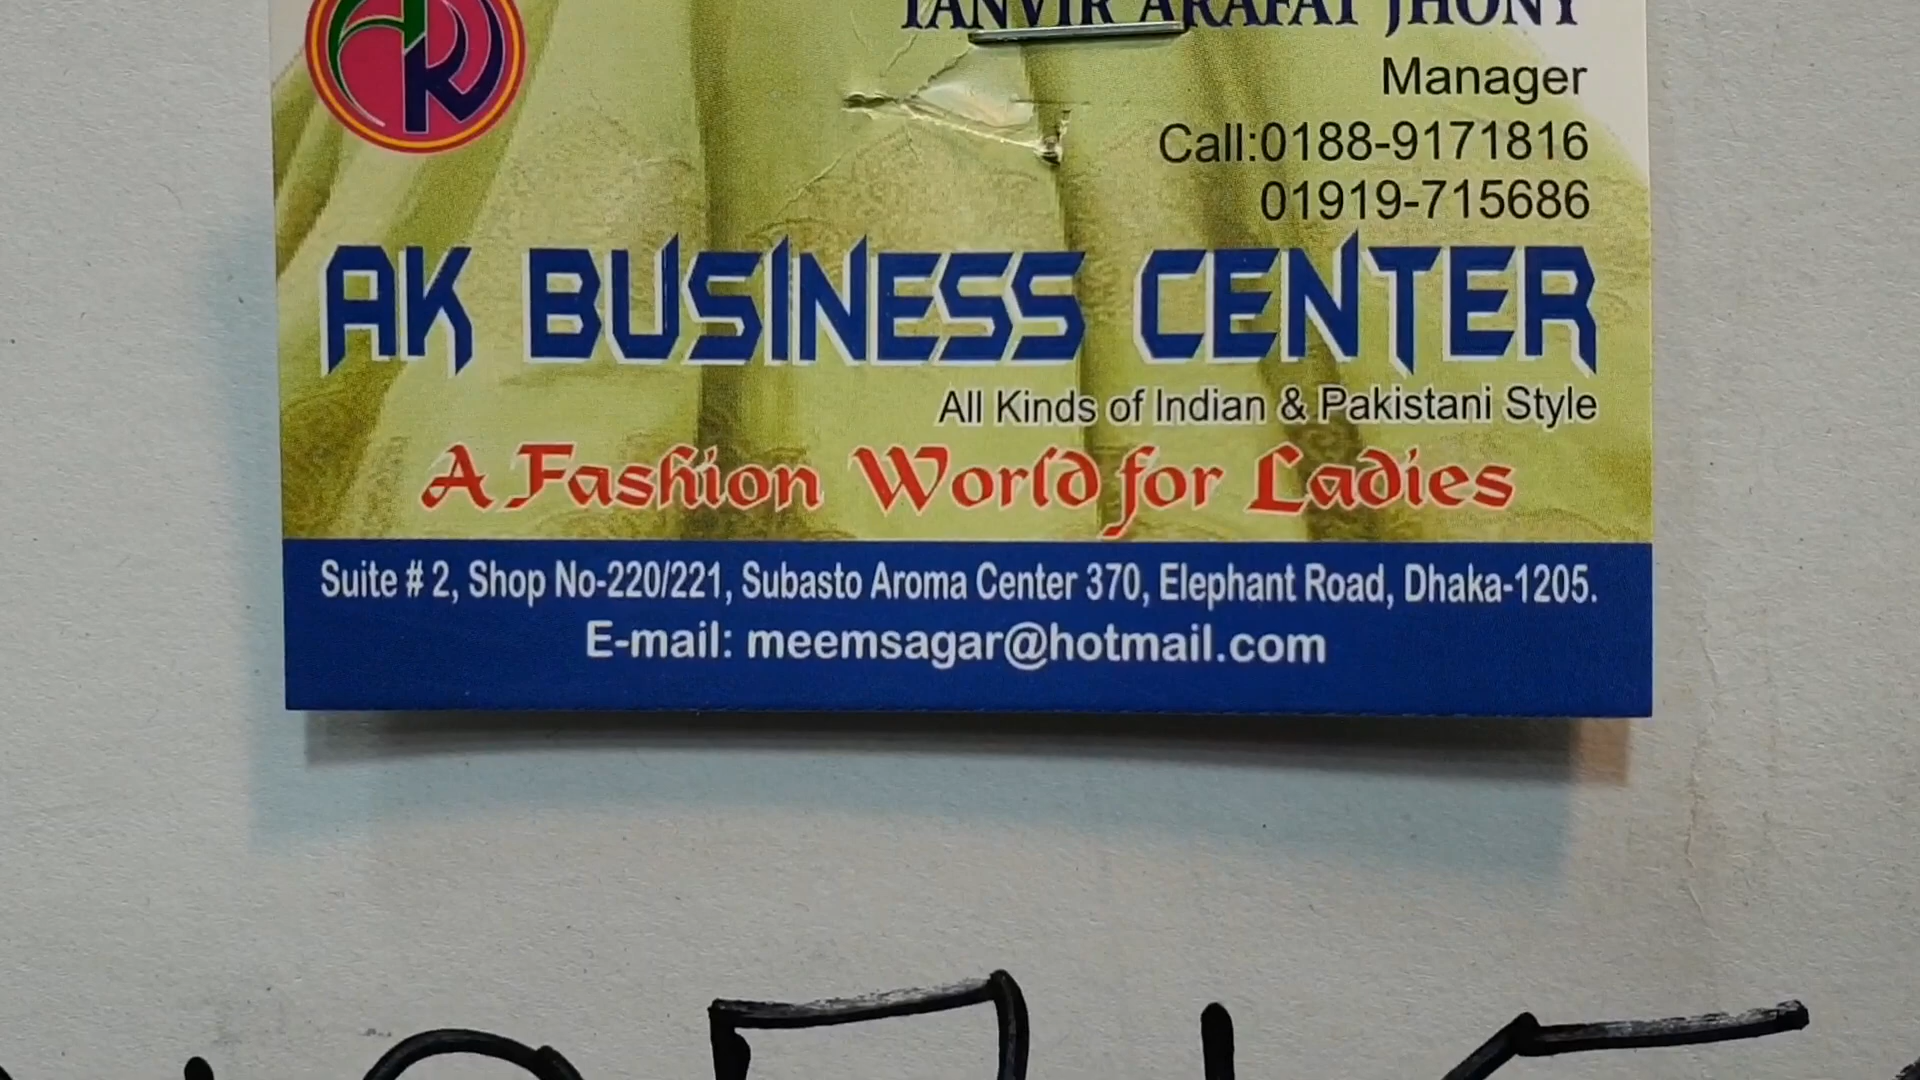 AK
TANVIR ARAFAT JHONY
Manager
Call:0188-9171816
01919-715686
AK BUSINESS CENTER
All Kinds of Indian & Pakistani Style
A Fashion World for Ladies
Suite # 2, Shop No-220/221, Subasto Aroma Center 370, Elephant Road, Dhaka-1205.
E-mail: meemsagar@hotmail.com